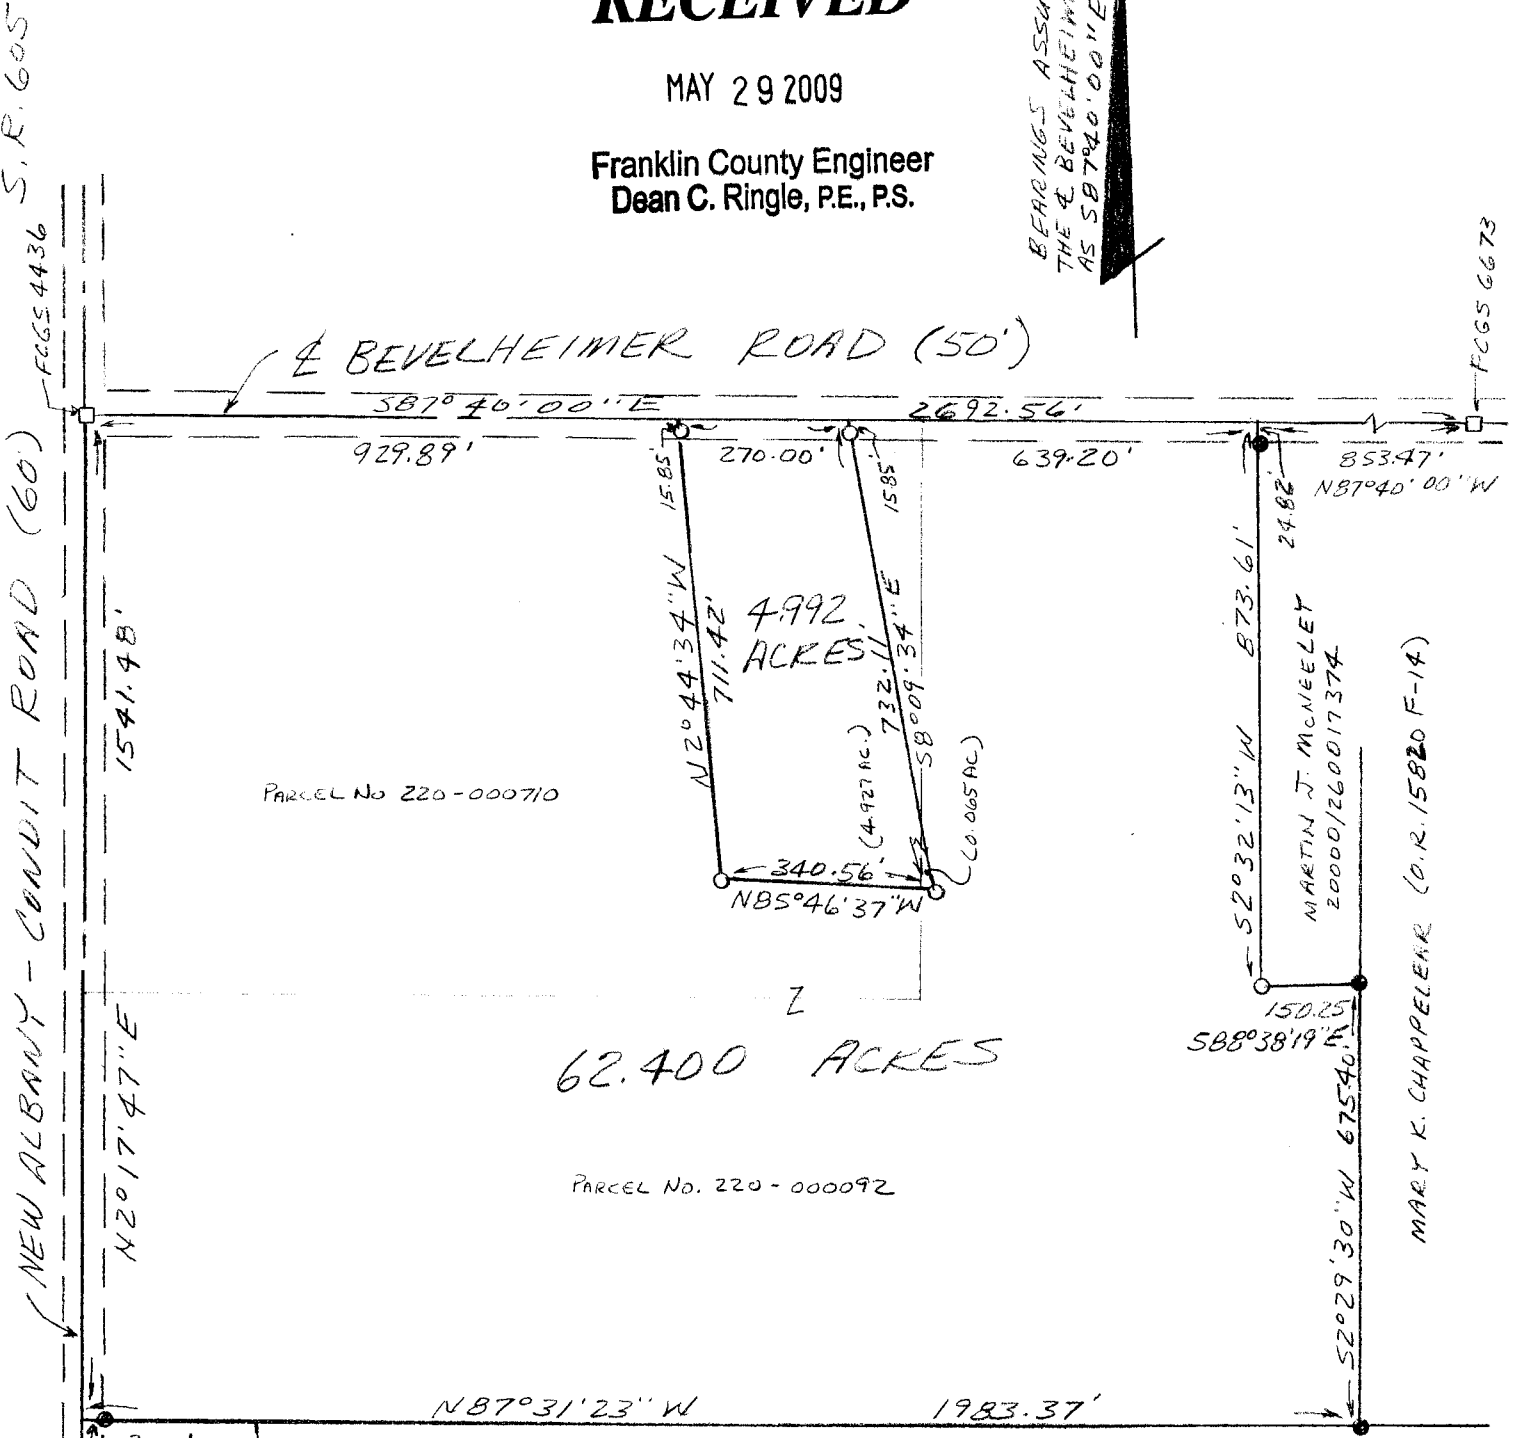 RECEIVED
MAY 29 2009
Franklin County Engineer
Dean C. Ringle, P.E., P.S.
BEARINGS
THE ℄ BEVELHEIM
AS S87°40'00"E
S.R. 605
FCGS 4436
FCGS 6673
℄ BEVELHEIMER ROAD (50')
S87°40'00"E
2692.56'
929.89'
270.00'
639.20'
853.47'
N87°40'00"W
15.85'
15.85'
24.82'
NEW ALBANY - CONDIT ROAD (60')
1541.48'
N2°17'47"E
N2°44'34"W
711.42'
4.992
ACRES
732.11'
S8°09'34"E
(4.927 AC.)
(0.065 AC)
340.56'
N85°46'37"W
S2°32'13"W 873.61'
MARTIN J. McNEELEY
200001260017374
MARY K. CHAPPELEAR (O.R. 15820 F-14)
PARCEL No 220-000710
Z
62.400 ACRES
150.25
S88°38'19"E
S2°29'30"W 675.40'
PARCEL No. 220-000092
N87°31'23"W
1983.37'